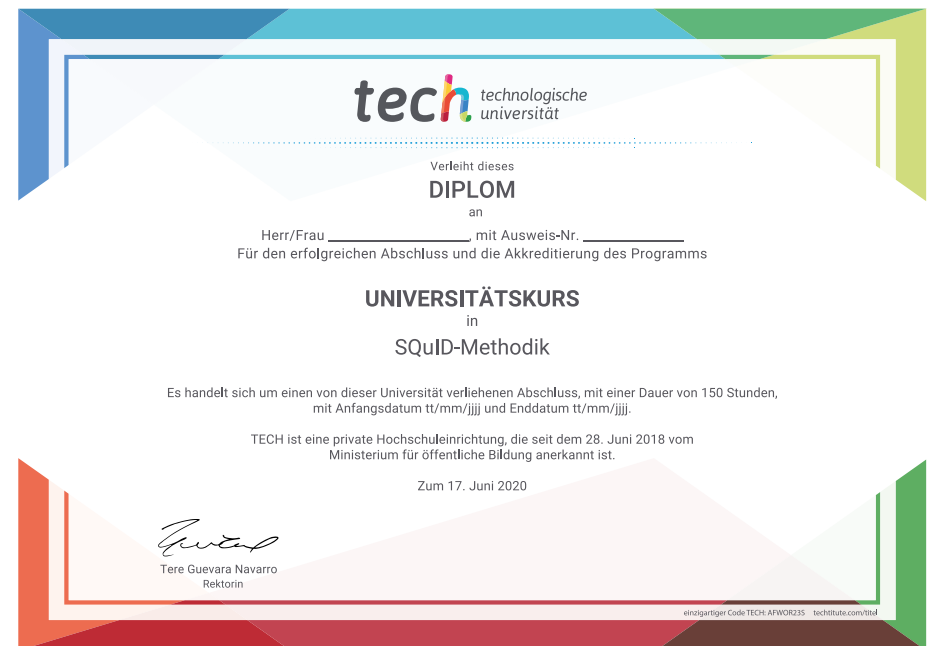 tech technologische
universität
Verleiht dieses
DIPLOM
an
Herr/Frau ____________________, mit Ausweis-Nr. ______________
Für den erfolgreichen Abschluss und die Akkreditierung des Programms
UNIVERSITÄTSKURS
in
SQuID-Methodik
Es handelt sich um einen von dieser Universität verliehenen Abschluss, mit einer Dauer von 150 Stunden,
mit Anfangsdatum tt/mm/jjjj und Enddatum tt/mm/jjjj.
TECH ist eine private Hochschuleinrichtung, die seit dem 28. Juni 2018 vom
Ministerium für öffentliche Bildung anerkannt ist.
Zum 17. Juni 2020
Tere Guevara Navarro
Rektorin
einzigartiger Code TECH: AFWOR23S techtitute.com/titel